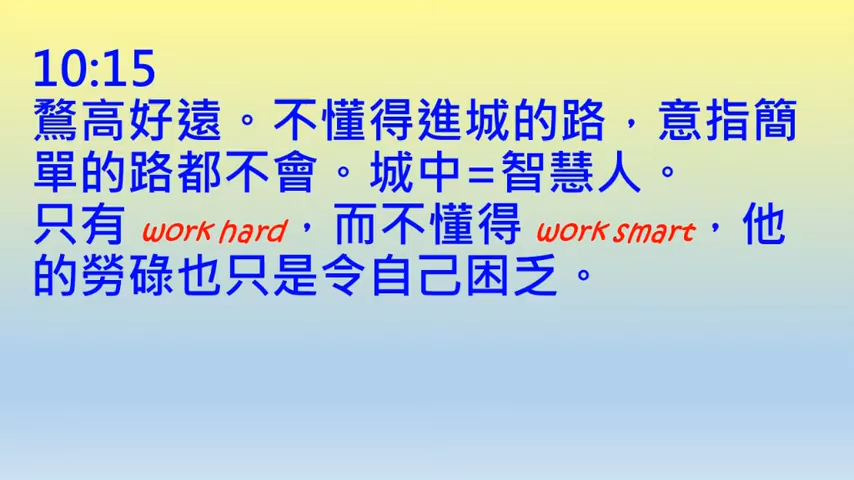 10:15
鶩高好遠。不懂得進城的路，意指簡
單的路都不會。城中=智慧人。
只有 work hard，而不懂得 work smart，他
的勞碌也只是令自己困乏。